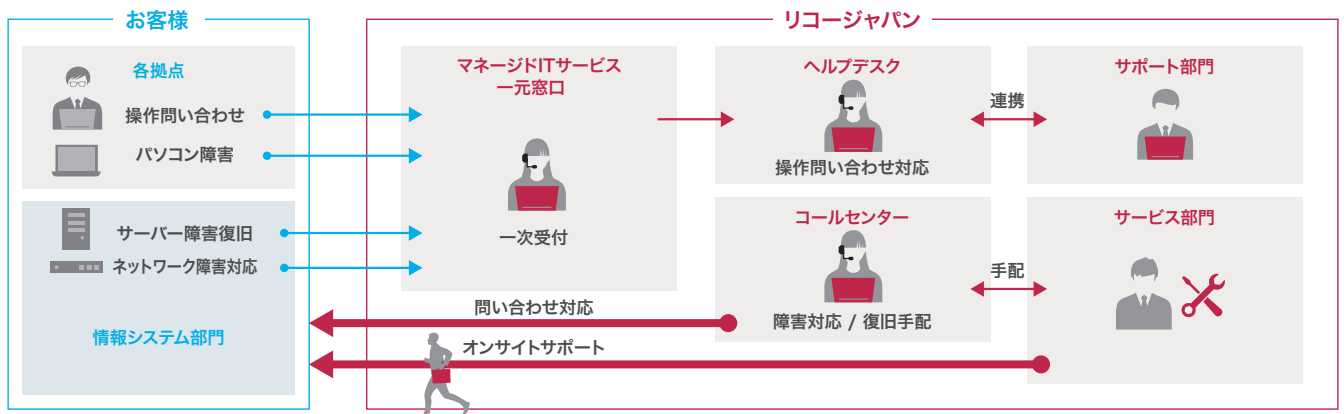 お客様
各拠点
操作問い合わせ
パソコン障害
サーバー障害復旧
ネットワーク障害対応
情報システム部門
リコージャパン
マネージドITサービス
一元窓口
一次受付
ヘルプデスク
操作問い合わせ対応
連携
サポート部門
コールセンター
障害対応 / 復旧手配
手配
サービス部門
問い合わせ対応
オンサイトサポート